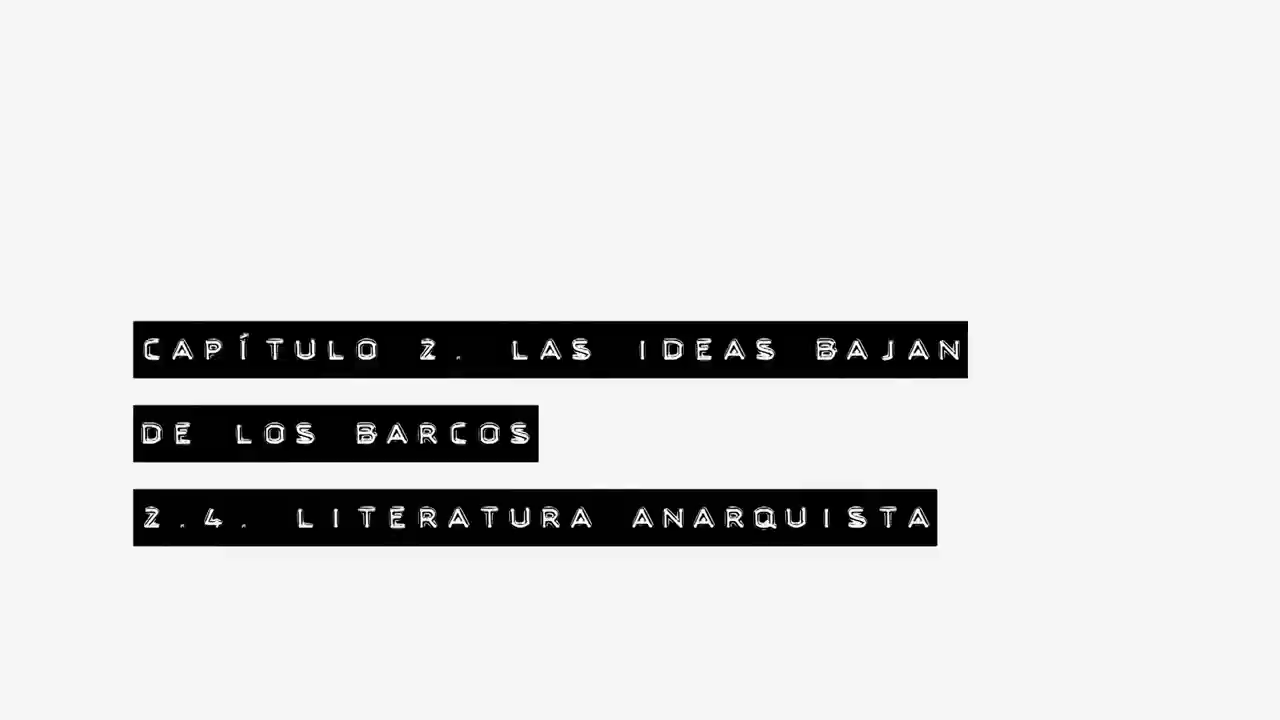 CAPÍTULO 2. LAS IDEAS BAJAN
DE LOS BARCOS
2.4. LITERATURA ANARQUISTA